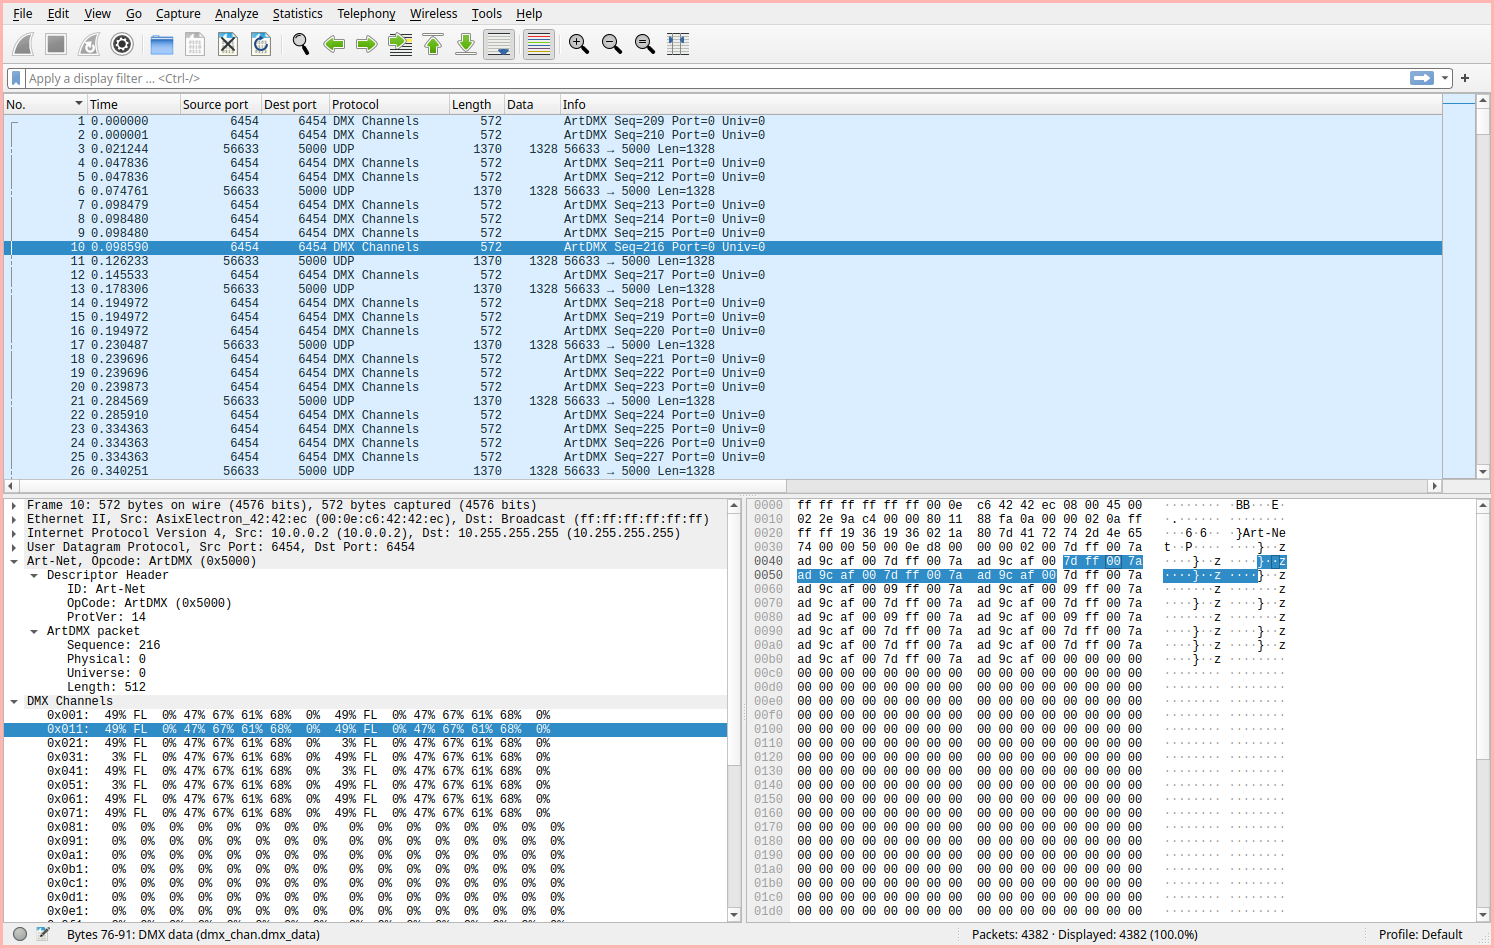 File Edit View Go Capture Analyze Statistics Telephony Wireless Tools Help
Apply a display filter ... <Ctrl-/>
No. Time Source port Dest port Protocol Length Data Info
1 0.000000 6454 6454 DMX Channels 572 ArtDMX Seq=209 Port=0 Univ=0
2 0.000001 6454 6454 DMX Channels 572 ArtDMX Seq=210 Port=0 Univ=0
3 0.021244 56633 5000 UDP 1370 1328 56633 → 5000 Len=1328
4 0.047836 6454 6454 DMX Channels 572 ArtDMX Seq=211 Port=0 Univ=0
5 0.047836 6454 6454 DMX Channels 572 ArtDMX Seq=212 Port=0 Univ=0
6 0.074761 56633 5000 UDP 1370 1328 56633 → 5000 Len=1328
7 0.098479 6454 6454 DMX Channels 572 ArtDMX Seq=213 Port=0 Univ=0
8 0.098480 6454 6454 DMX Channels 572 ArtDMX Seq=214 Port=0 Univ=0
9 0.098480 6454 6454 DMX Channels 572 ArtDMX Seq=215 Port=0 Univ=0
10 0.098590 6454 6454 DMX Channels 572 ArtDMX Seq=216 Port=0 Univ=0
11 0.126233 56633 5000 UDP 1370 1328 56633 → 5000 Len=1328
12 0.145533 6454 6454 DMX Channels 572 ArtDMX Seq=217 Port=0 Univ=0
13 0.178306 56633 5000 UDP 1370 1328 56633 → 5000 Len=1328
14 0.194972 6454 6454 DMX Channels 572 ArtDMX Seq=218 Port=0 Univ=0
15 0.194972 6454 6454 DMX Channels 572 ArtDMX Seq=219 Port=0 Univ=0
16 0.194972 6454 6454 DMX Channels 572 ArtDMX Seq=220 Port=0 Univ=0
17 0.230487 56633 5000 UDP 1370 1328 56633 → 5000 Len=1328
18 0.239696 6454 6454 DMX Channels 572 ArtDMX Seq=221 Port=0 Univ=0
19 0.239696 6454 6454 DMX Channels 572 ArtDMX Seq=222 Port=0 Univ=0
20 0.239873 6454 6454 DMX Channels 572 ArtDMX Seq=223 Port=0 Univ=0
21 0.284569 56633 5000 UDP 1370 1328 56633 → 5000 Len=1328
22 0.285910 6454 6454 DMX Channels 572 ArtDMX Seq=224 Port=0 Univ=0
23 0.334363 6454 6454 DMX Channels 572 ArtDMX Seq=225 Port=0 Univ=0
24 0.334363 6454 6454 DMX Channels 572 ArtDMX Seq=226 Port=0 Univ=0
25 0.334363 6454 6454 DMX Channels 572 ArtDMX Seq=227 Port=0 Univ=0
26 0.340251 56633 5000 UDP 1370 1328 56633 → 5000 Len=1328
Frame 10: 572 bytes on wire (4576 bits), 572 bytes captured (4576 bits)
Ethernet II, Src: AsixElectron_42:42:ec (00:0e:c6:42:42:ec), Dst: Broadcast (ff:ff:ff:ff:ff:ff)
Internet Protocol Version 4, Src: 10.0.0.2 (10.0.0.2), Dst: 10.255.255.255 (10.255.255.255)
User Datagram Protocol, Src Port: 6454, Dst Port: 6454
Art-Net, Opcode: ArtDMX (0x5000)
Descriptor Header
ID: Art-Net
OpCode: ArtDMX (0x5000)
ProtVer: 14
ArtDMX packet
Sequence: 216
Physical: 0
Universe: 0
Length: 512
DMX Channels
0x001: 49% FL 0% 47% 67% 61% 68% 0% 49% FL 0% 47% 67% 61% 68% 0%
0x011: 49% FL 0% 47% 67% 61% 68% 0% 49% FL 0% 47% 67% 61% 68% 0%
0x021: 49% FL 0% 47% 67% 61% 68% 0% 3% FL 0% 47% 67% 61% 68% 0%
0x031: 3% FL 0% 47% 67% 61% 68% 0% 49% FL 0% 47% 67% 61% 68% 0%
0x041: 49% FL 0% 47% 67% 61% 68% 0% 3% FL 0% 47% 67% 61% 68% 0%
0x051: 3% FL 0% 47% 67% 61% 68% 0% 49% FL 0% 47% 67% 61% 68% 0%
0x061: 49% FL 0% 47% 67% 61% 68% 0% 49% FL 0% 47% 67% 61% 68% 0%
0x071: 49% FL 0% 47% 67% 61% 68% 0% 49% FL 0% 47% 67% 61% 68% 0%
0x081: 0% 0% 0% 0% 0% 0% 0% 0% 0% 0% 0% 0% 0% 0% 0% 0%
0x091: 0% 0% 0% 0% 0% 0% 0% 0% 0% 0% 0% 0% 0% 0% 0% 0%
0x0a1: 0% 0% 0% 0% 0% 0% 0% 0% 0% 0% 0% 0% 0% 0% 0% 0%
0x0b1: 0% 0% 0% 0% 0% 0% 0% 0% 0% 0% 0% 0% 0% 0% 0% 0%
0x0c1: 0% 0% 0% 0% 0% 0% 0% 0% 0% 0% 0% 0% 0% 0% 0% 0%
0x0d1: 0% 0% 0% 0% 0% 0% 0% 0% 0% 0% 0% 0% 0% 0% 0% 0%
0x0e1: 0% 0% 0% 0% 0% 0% 0% 0% 0% 0% 0% 0% 0% 0% 0% 0%
0000 ff ff ff ff ff ff 00 0e c6 42 42 ec 08 00 45 00 ········ ·BB···E·
0010 02 2e 9a c4 00 00 80 11 88 fa 0a 00 00 02 0a ff ·.······ ········
0020 ff ff 19 36 19 36 02 1a 80 7d 41 72 74 2d 4e 65 ···6·6·· ·}Art-Ne
0030 74 00 00 50 00 0e d8 00 00 00 02 00 7d ff 00 7a t··P···· ····}··z
0040 ad 9c af 00 7d ff 00 7a ad 9c af 00 7d ff 00 7a ····}··z ····}··z
0050 ad 9c af 00 7d ff 00 7a ad 9c af 00 7d ff 00 7a ····}··z ····}··z
0060 ad 9c af 00 09 ff 00 7a ad 9c af 00 09 ff 00 7a ·······z ·······z
0070 ad 9c af 00 7d ff 00 7a ad 9c af 00 7d ff 00 7a ····}··z ····}··z
0080 ad 9c af 00 09 ff 00 7a ad 9c af 00 09 ff 00 7a ·······z ·······z
0090 ad 9c af 00 7d ff 00 7a ad 9c af 00 7d ff 00 7a ····}··z ····}··z
00a0 ad 9c af 00 7d ff 00 7a ad 9c af 00 7d ff 00 7a ····}··z ····}··z
00b0 ad 9c af 00 7d ff 00 7a ad 9c af 00 00 00 00 00 ····}··z ········
00c0 00 00 00 00 00 00 00 00 00 00 00 00 00 00 00 00 ········ ········
00d0 00 00 00 00 00 00 00 00 00 00 00 00 00 00 00 00 ········ ········
00e0 00 00 00 00 00 00 00 00 00 00 00 00 00 00 00 00 ········ ········
00f0 00 00 00 00 00 00 00 00 00 00 00 00 00 00 00 00 ········ ········
0100 00 00 00 00 00 00 00 00 00 00 00 00 00 00 00 00 ········ ········
0110 00 00 00 00 00 00 00 00 00 00 00 00 00 00 00 00 ········ ········
0120 00 00 00 00 00 00 00 00 00 00 00 00 00 00 00 00 ········ ········
0130 00 00 00 00 00 00 00 00 00 00 00 00 00 00 00 00 ········ ········
0140 00 00 00 00 00 00 00 00 00 00 00 00 00 00 00 00 ········ ········
0150 00 00 00 00 00 00 00 00 00 00 00 00 00 00 00 00 ········ ········
0160 00 00 00 00 00 00 00 00 00 00 00 00 00 00 00 00 ········ ········
0170 00 00 00 00 00 00 00 00 00 00 00 00 00 00 00 00 ········ ········
0180 00 00 00 00 00 00 00 00 00 00 00 00 00 00 00 00 ········ ········
0190 00 00 00 00 00 00 00 00 00 00 00 00 00 00 00 00 ········ ········
01a0 00 00 00 00 00 00 00 00 00 00 00 00 00 00 00 00 ········ ········
01b0 00 00 00 00 00 00 00 00 00 00 00 00 00 00 00 00 ········ ········
01c0 00 00 00 00 00 00 00 00 00 00 00 00 00 00 00 00 ········ ········
01d0 00 00 00 00 00 00 00 00 00 00 00 00 00 00 00 00 ········ ········
Bytes 76-91: DMX data (dmx_chan.dmx_data) Packets: 4382 · Displayed: 4382 (100.0%) Profile: Default